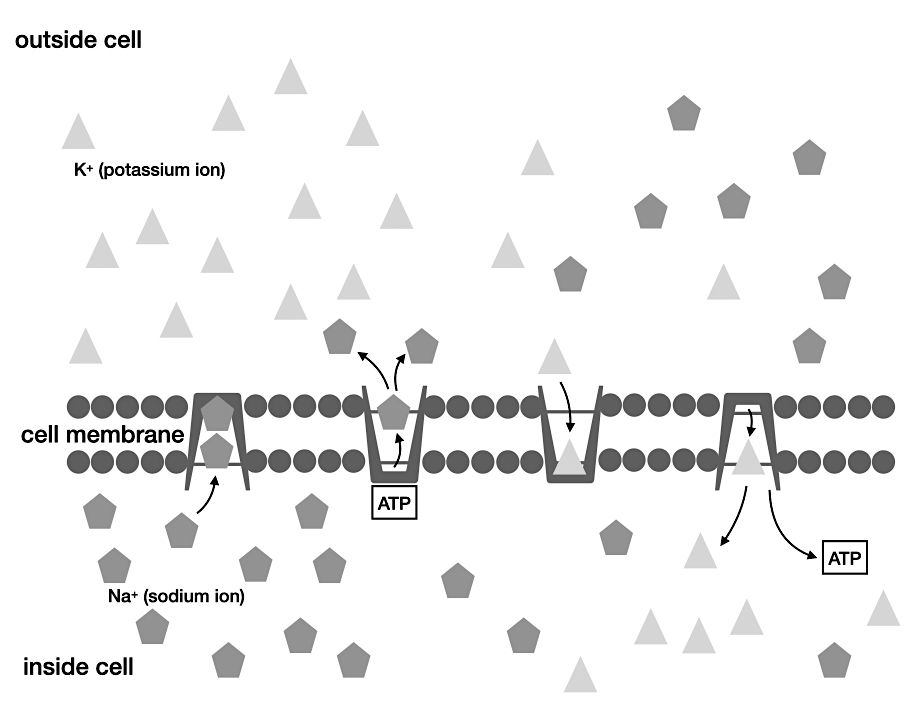 outside cell
K⁺ (potassium ion)
cell membrane
ATP
ATP
Na⁺ (sodium ion)
inside cell